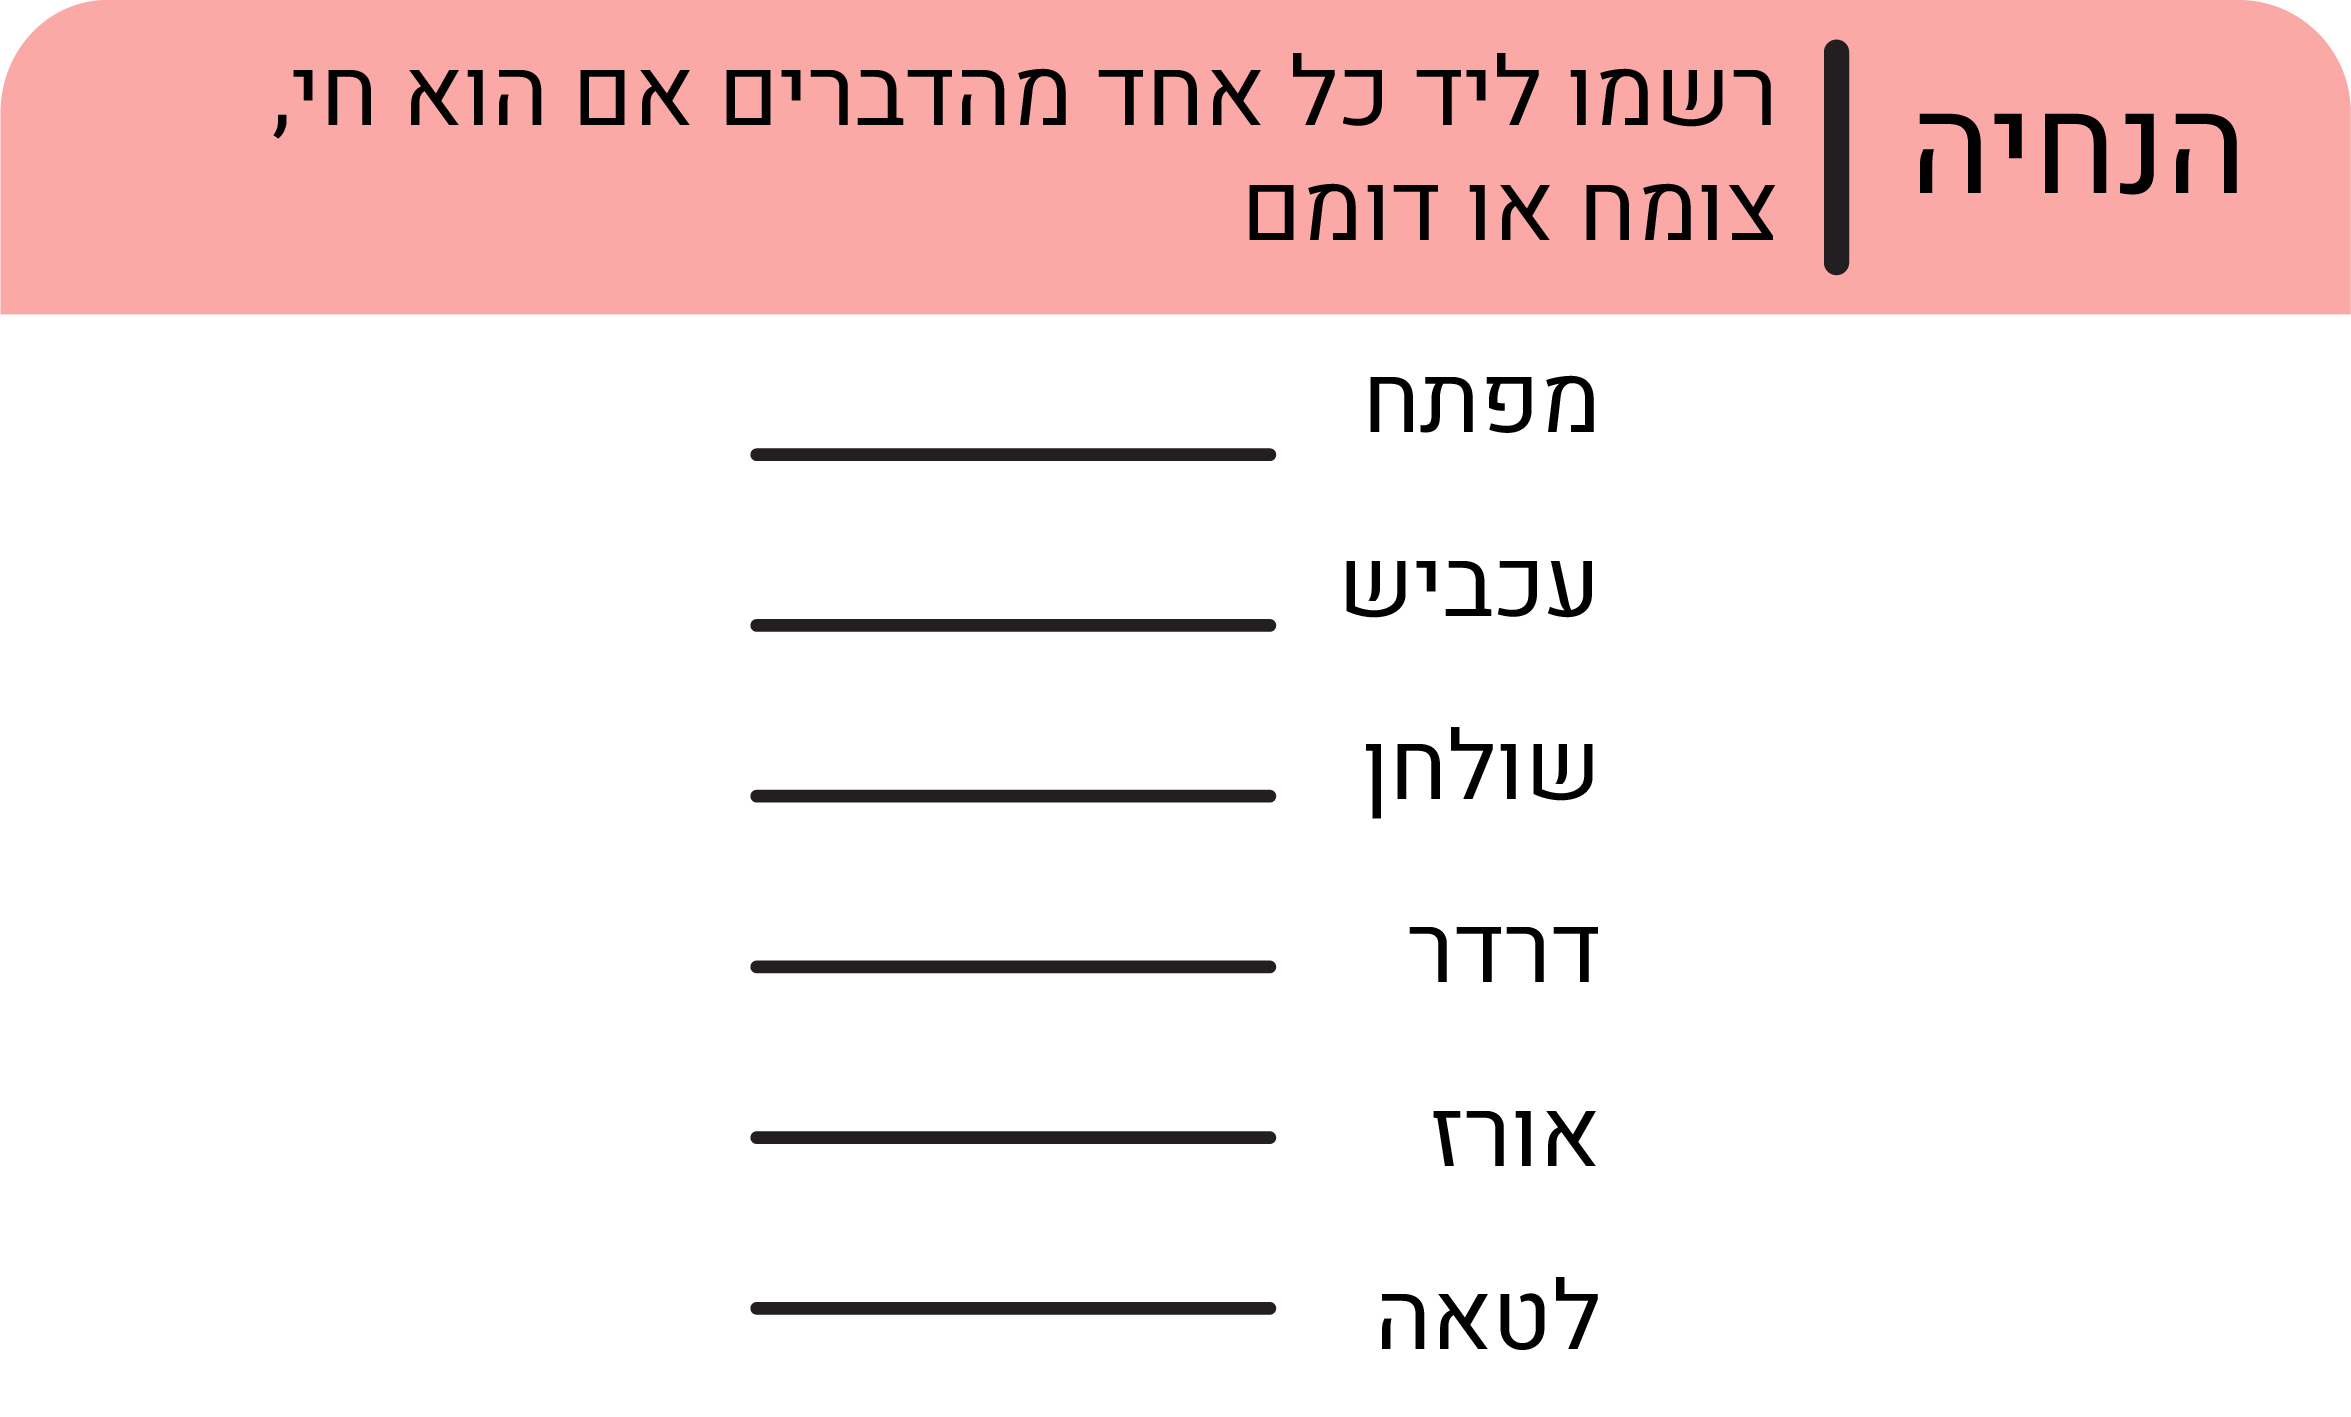 הנחיה
רשמו ליד כל אחד מהדברים אם הוא חי,
צומח או דומם
מפתח
עכביש
שולחן
דרדר
אורז
לטאה